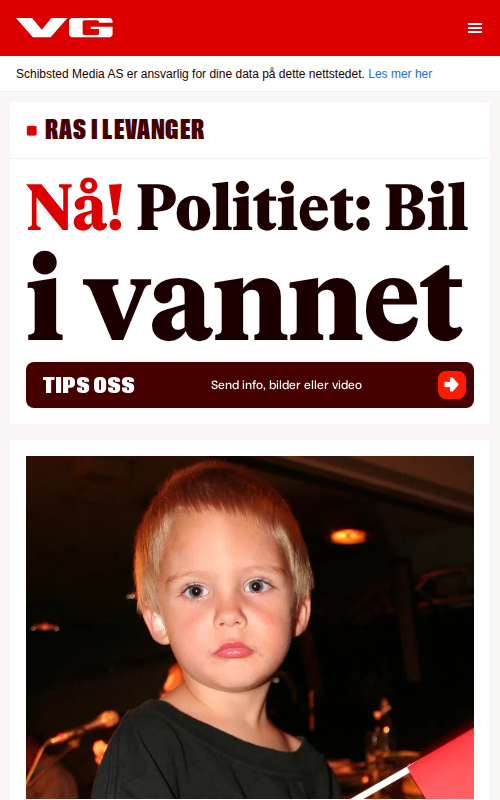 VG
Schibsted Media AS er ansvarlig for dine data på dette nettstedet. Les mer her
RAS I LEVANGER
Nå! Politiet: Bil
i vannet
TIPS OSS Send info, bilder eller video